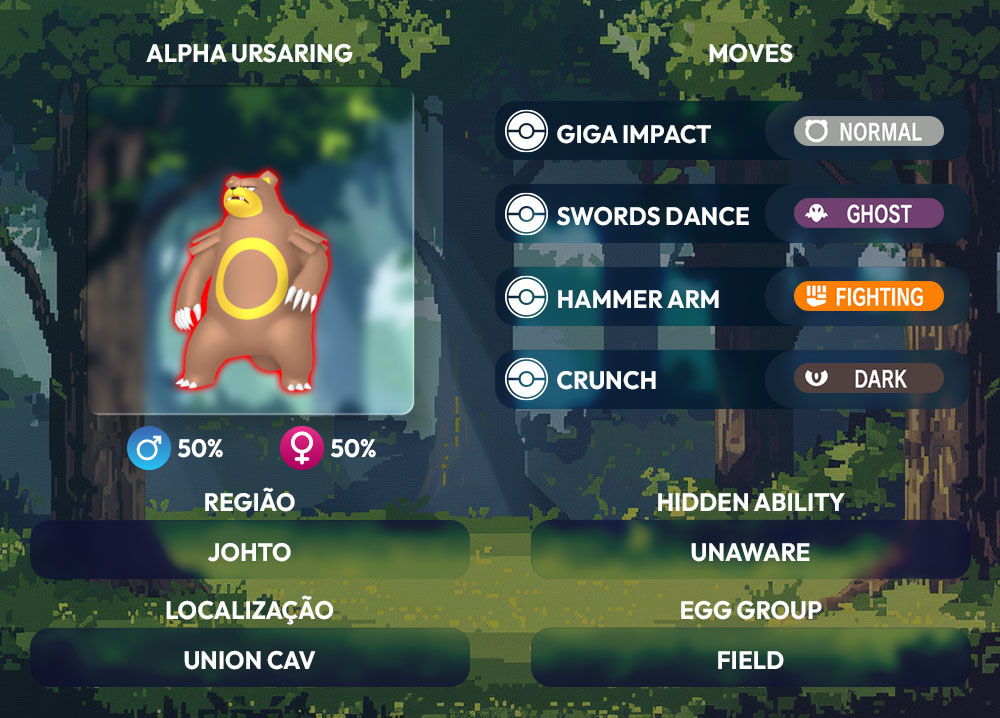 ALPHA URSARING
50%
50%
REGIÃO
JOHTO
LOCALIZAÇÃO
UNION CAV
MOVES
GIGA IMPACT
NORMAL
SWORDS DANCE
GHOST
HAMMER ARM
FIGHTING
CRUNCH
DARK
HIDDEN ABILITY
UNAWARE
EGG GROUP
FIELD